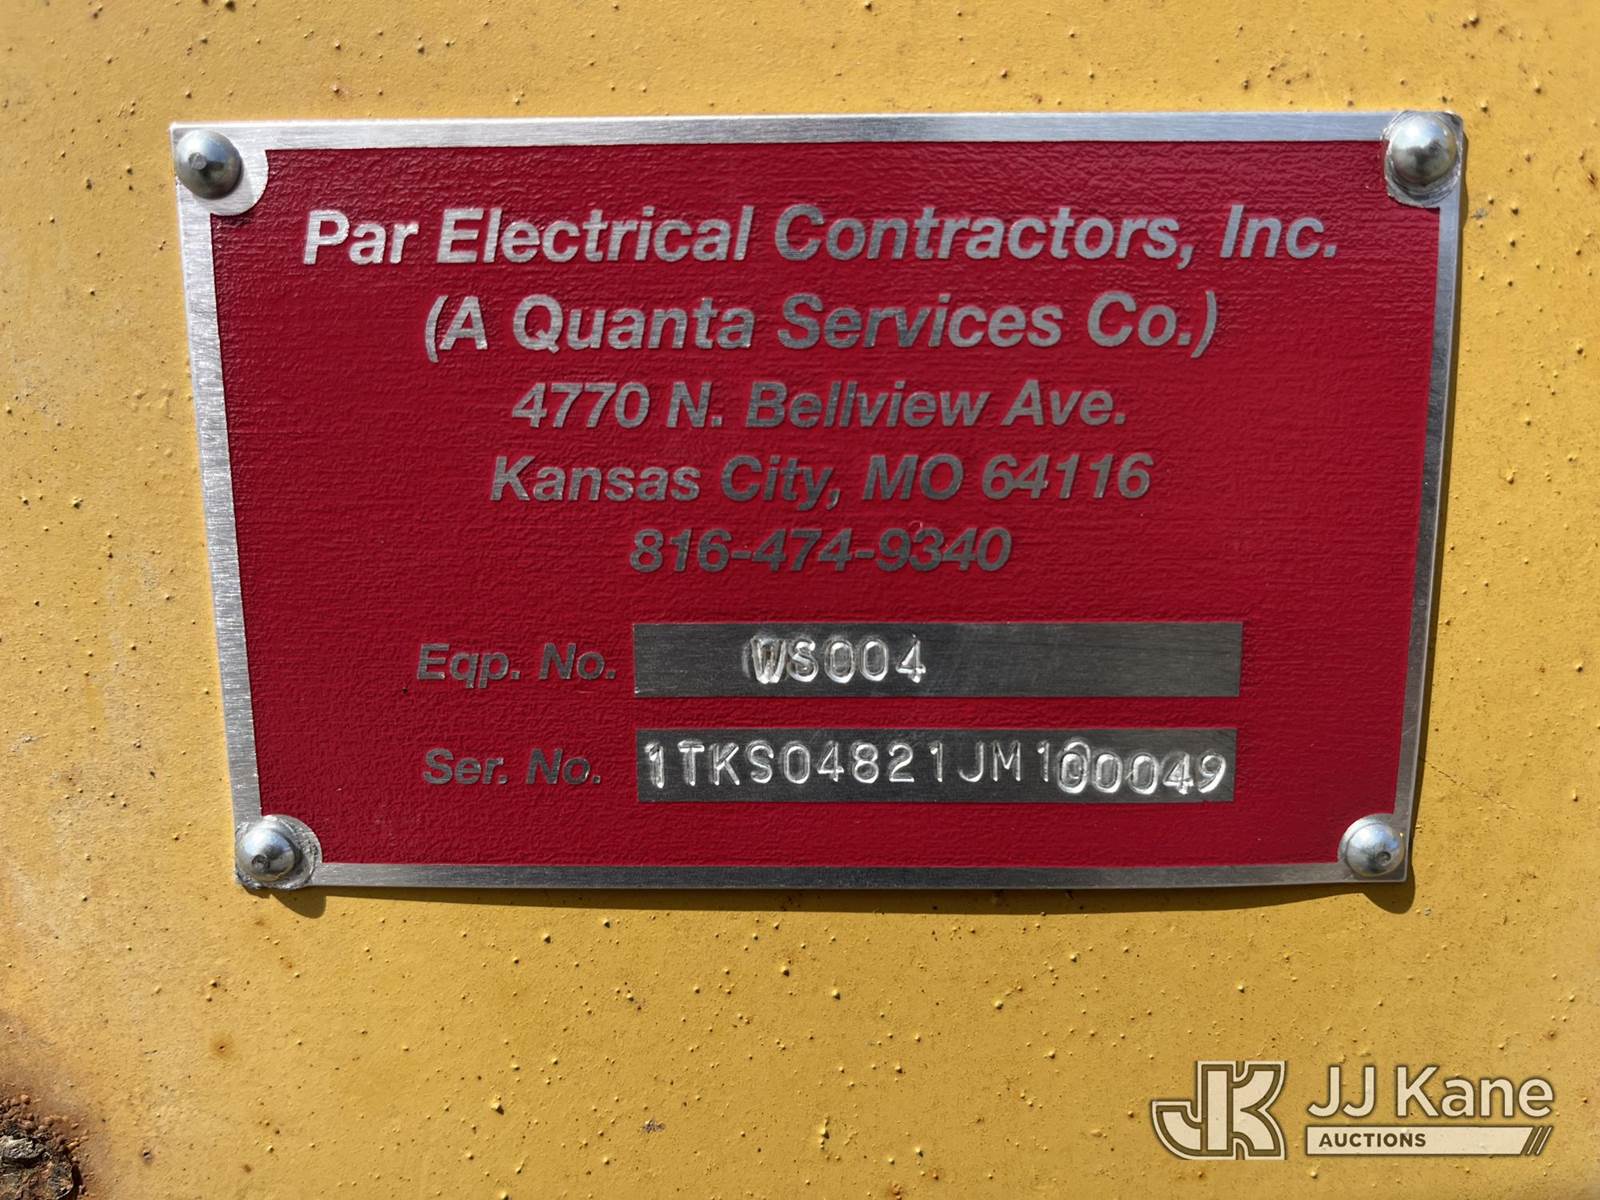 Par Electrical Contractors, Inc.
(A Quanta Services Co.)
4770 N. Bellview Ave.
Kansas City, MO 64116
816-474-9340
Eqp. No. WS004
Ser. No. 1TKS04821JM100049
JK JJ Kane
AUCTIONS